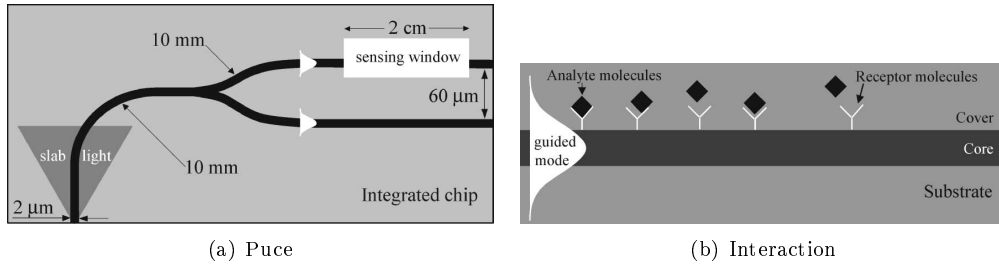 2 cm
10 mm
sensing window
60 μm
slab light
10 mm
Integrated chip
2 μm
(a) Puce
Analyte molecules
Receptor molecules
Cover
guided
mode
Core
Substrate
(b) Interaction